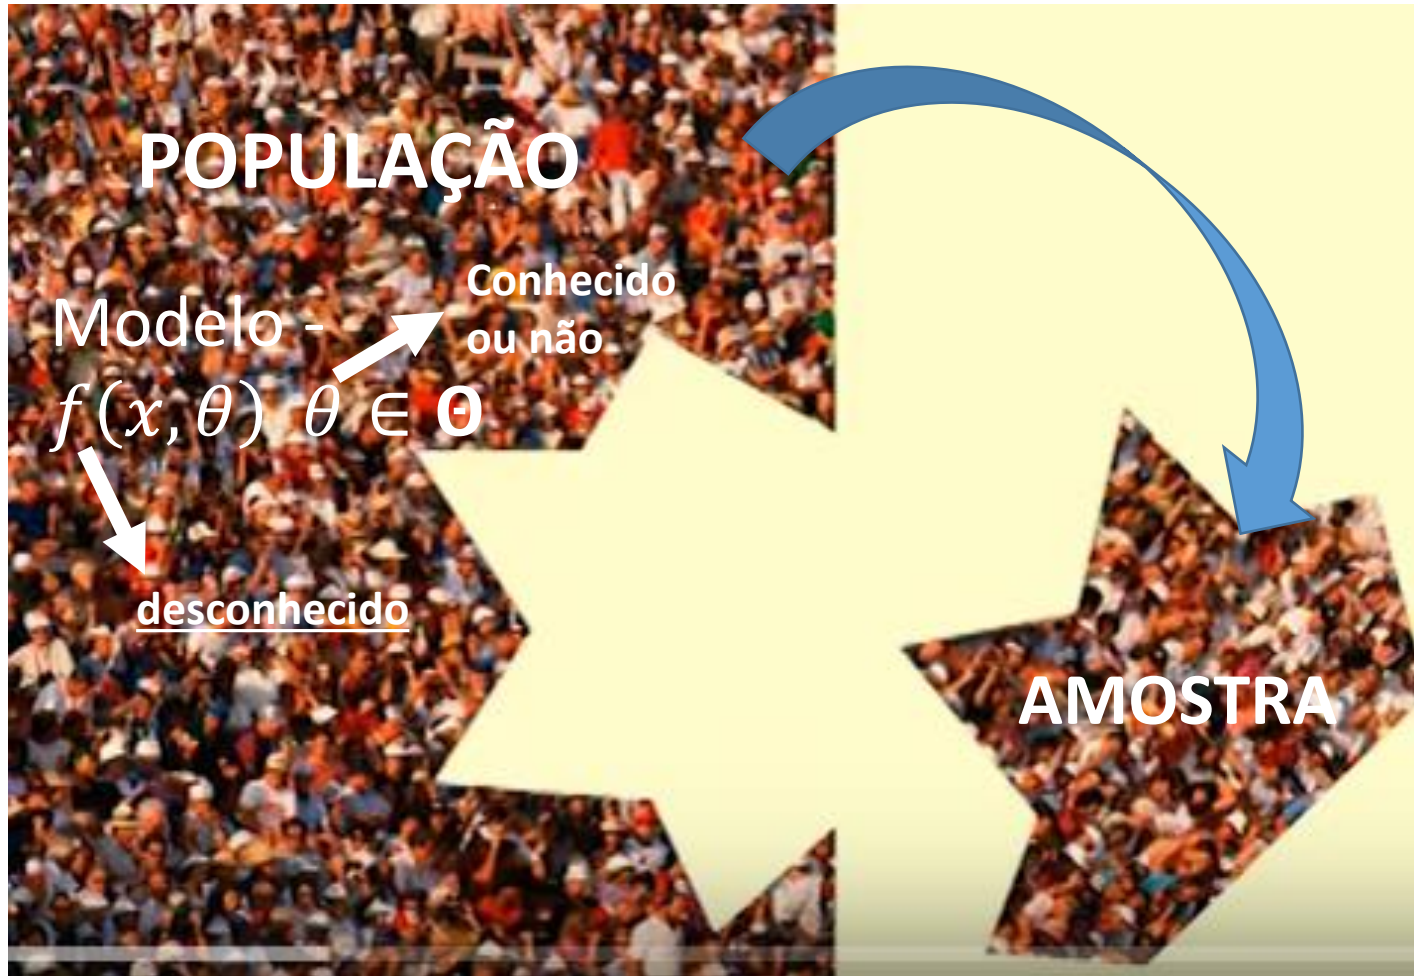 POPULAÇÃO
Conhecido
ou não
Modelo -
f(x, θ) θ ∈ Θ
desconhecido
AMOSTRA